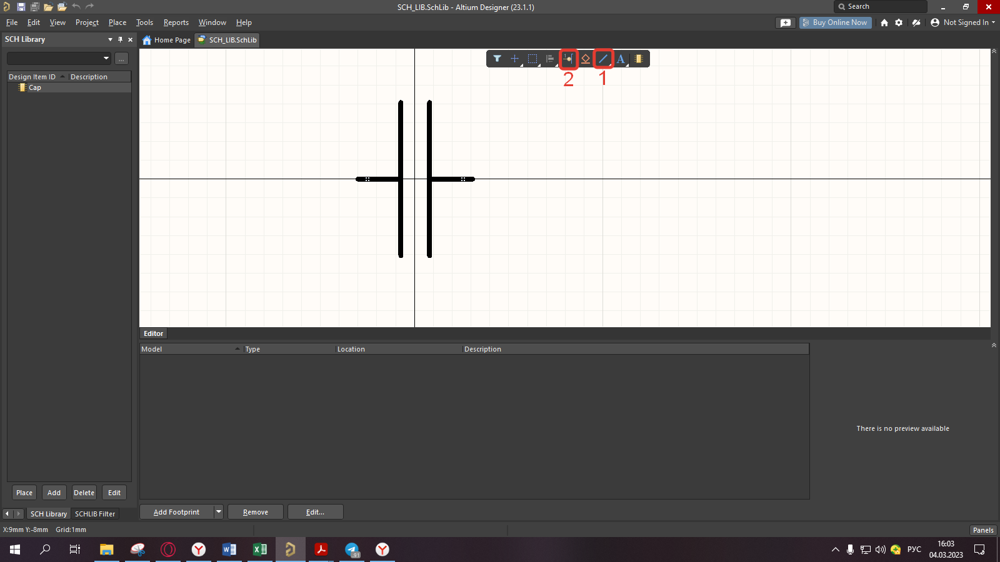 SCH_LIB.SchLib - Altium Designer (23.1.1)
Search
File Edit View Project Place Tools Reports Window Help
Buy Online Now
Not Signed In
SCH Library
Home Page
SCH_LIB.SchLib
...
1
A
2 1
Design Item ID
Description
Cap
Editor
Model Type Location Description
There is no preview available
Place Add Delete Edit
Add Footprint Remove Edit...
SCH Library SCHLIB Filter
X:9mm Y:-8mm Grid:1mm
Panels
91
РУС
16:03
04.03.2023